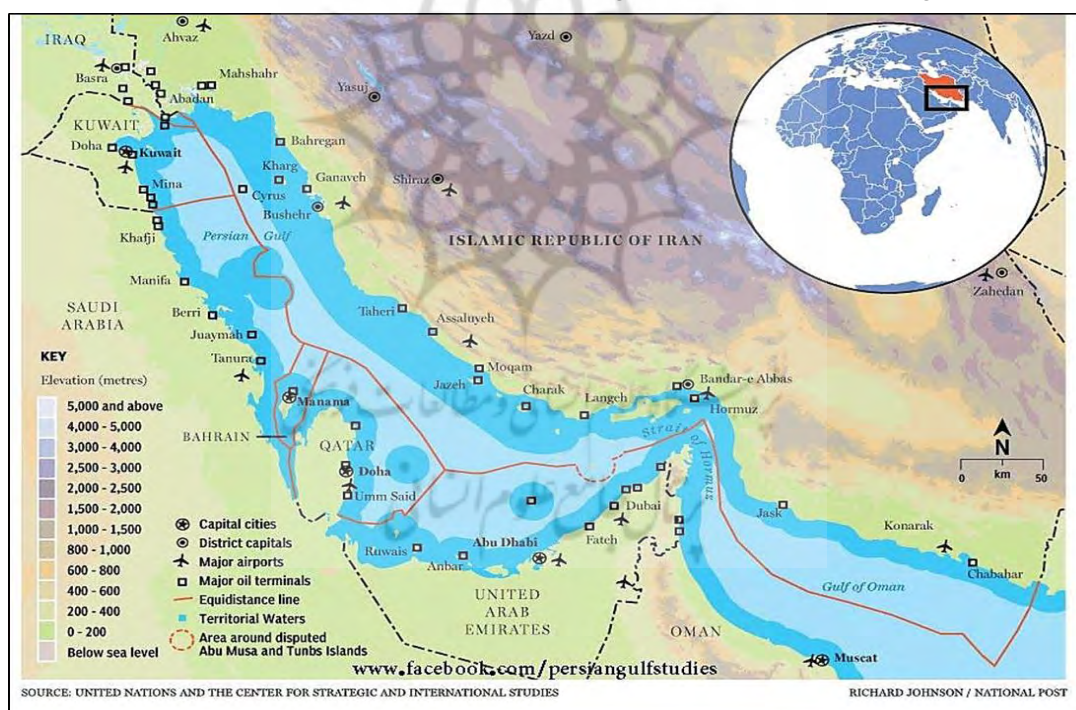 IRAQ
Ahvaz
Yazd
Basra
Mahshahr
Abadan
Yasuj
KUWAIT
Doha
Kuwait
Bahregan
Kharg
Ganaveh
Shiraz
Mina
Cyrus
Bushehr
Khafji
Persian Gulf
ISLAMIC REPUBLIC OF IRAN
Zahedan
Manifa
SAUDI
ARABIA
Berri
Taheri
Assaluyeh
Juaymah
Tanura
Moqam
Jazeh
Charak
Langeh
Bandar-e Abbas
Hormuz
Manama
BAHRAIN
QATAR
Strait of Hormuz
Doha
Umm Said
Dubai
Jask
Konarak
Ruwais
Abu Dhabi
Fateh
Anbar
Chabahar
Gulf of Oman
UNITED
ARAB
EMIRATES
OMAN
Muscat
N
0 50
km
KEY
Elevation (metres)
5,000 and above
4,000 - 5,000
3,000 - 4,000
2,500 - 3,000
2,000 - 2,500
1,500 - 2,000
1,000 - 1,500
800 - 1,000
600 - 800
400 - 600
200 - 400
0 - 200
Below sea level
Capital cities
District capitals
Major airports
Major oil terminals
Equidistance line
Territorial Waters
Area around disputed
Abu Musa and Tunbs Islands
www.facebook.com/persiangulfstudies
SOURCE: UNITED NATIONS AND THE CENTER FOR STRATEGIC AND INTERNATIONAL STUDIES
RICHARD JOHNSON / NATIONAL POST